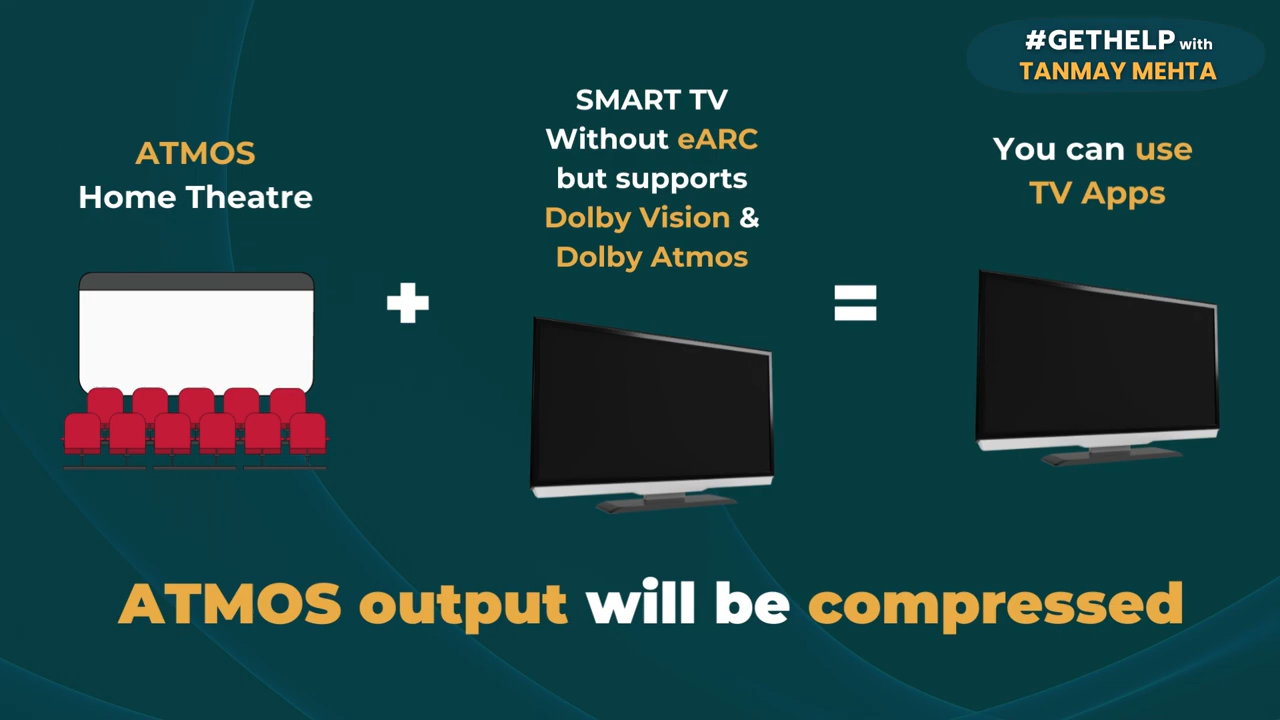 #GETHELP with
TANMAY MEHTA
ATMOS
Home Theatre
SMART TV
Without eARC
but supports
Dolby Vision &
Dolby Atmos
You can use
TV Apps
ATMOS output will be compressed